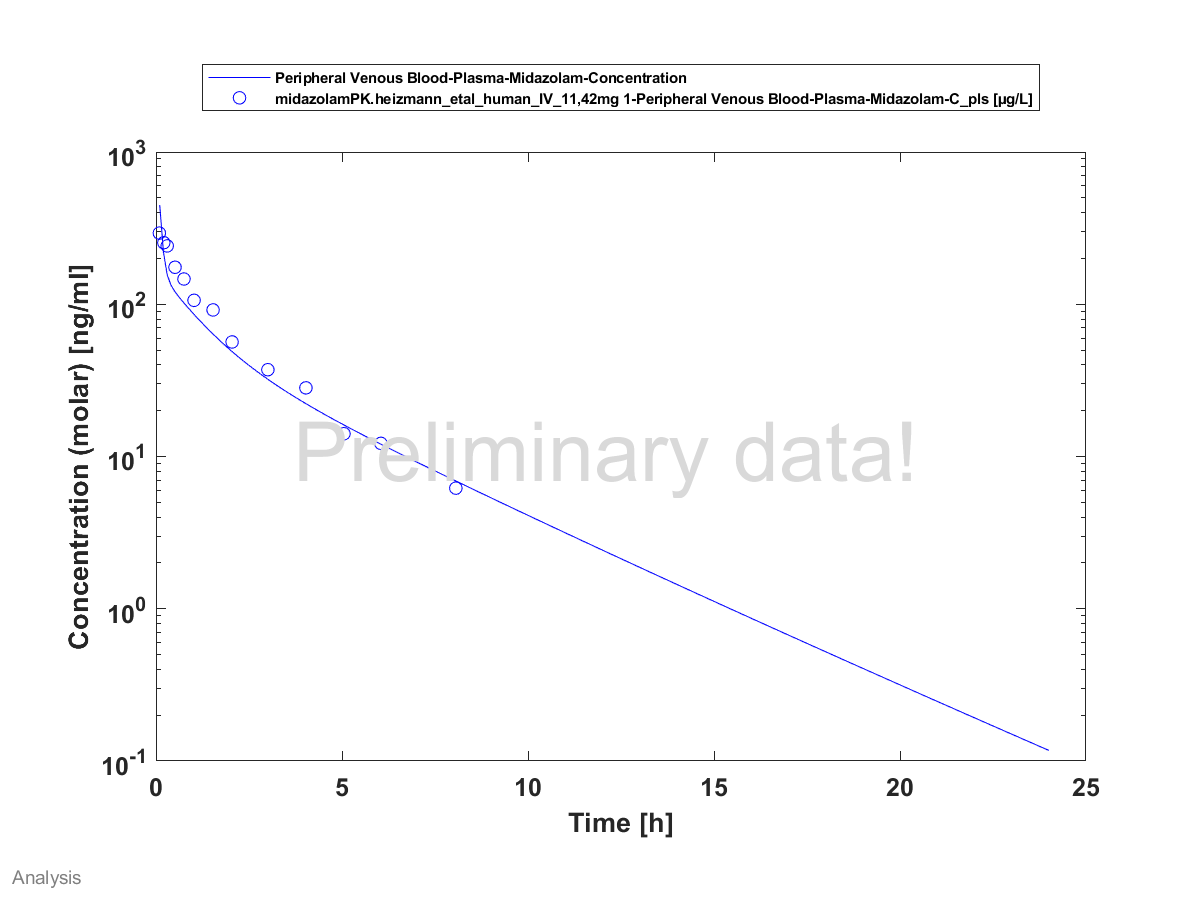 Peripheral Venous Blood-Plasma-Midazolam-Concentration
midazolamPK.heizmann_etal_human_IV_11,42mg 1-Peripheral Venous Blood-Plasma-Midazolam-C_pls [µg/L]
10^3
10^2
10^1
10^0
10^-1
Concentration (molar) [ng/ml]
Preliminary data!
0 5 10 15 20 25
Time [h]
Analysis